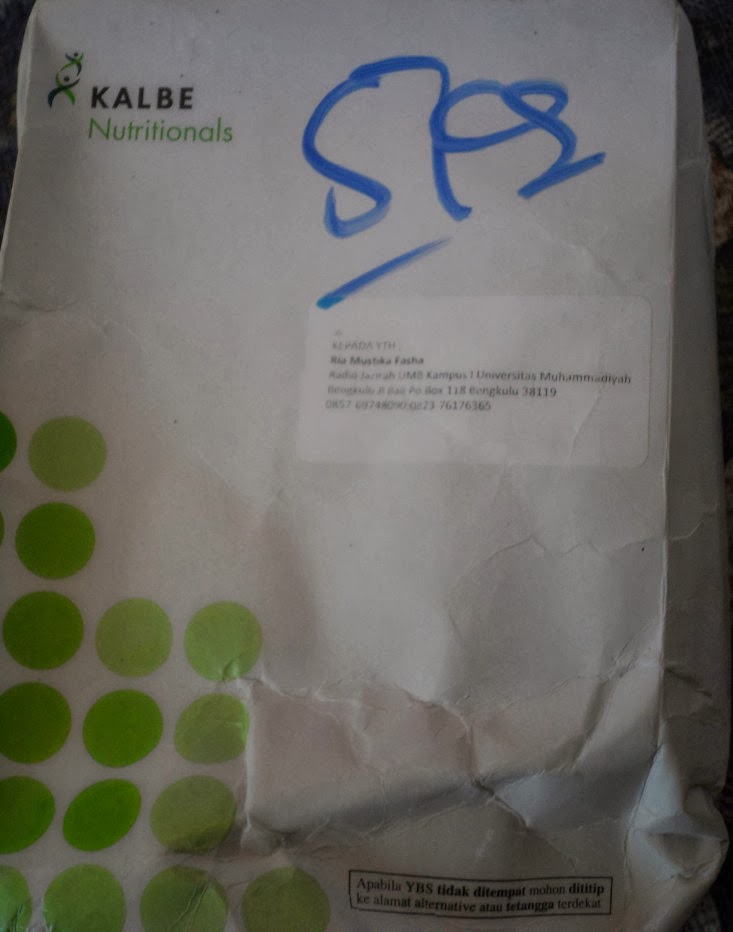 KALBE
Nutritionals
KEPADA YTH :
Ria Mustika Fasha
Radio Jazirah UMB Kampus I Universitas Muhammadiyah
Bengkulu Jl Bali Po Box 118 Bengkulu 38119
0857 69748090/0823 76176365
Apabila YBS tidak ditempat mohon dititip
ke alamat alternative atau tetangga terdekat